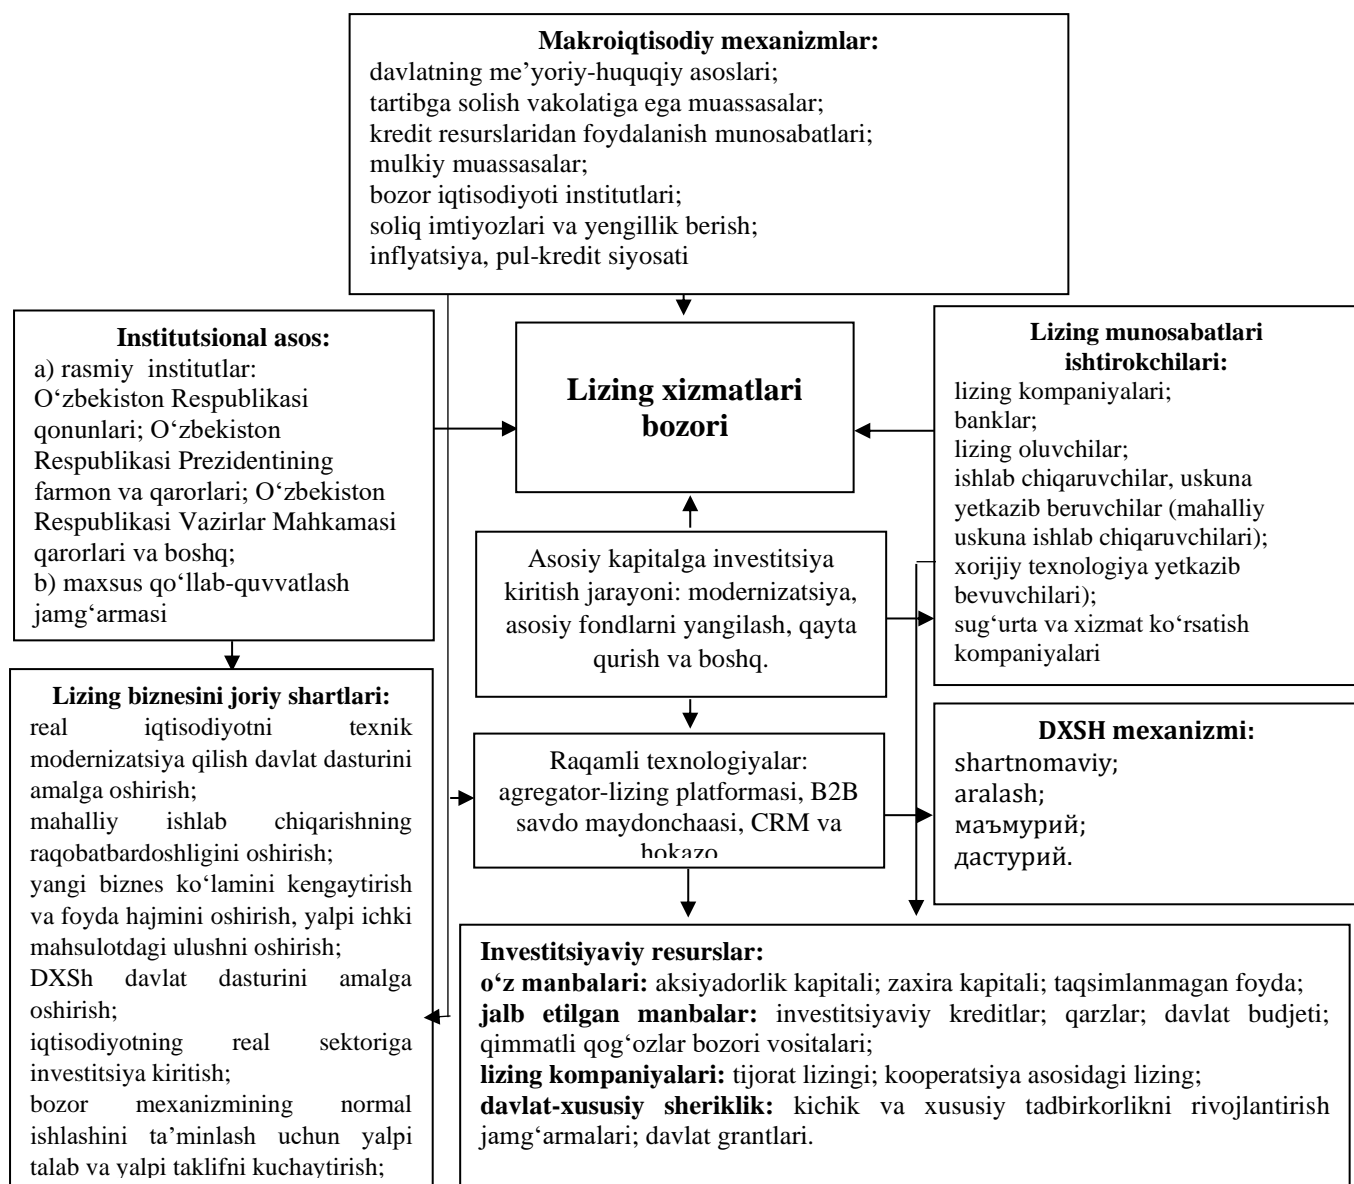 Makroiqtisodiy mexanizmlar:
davlatning me’yoriy-huquqiy asoslari;
tartibga solish vakolatiga ega muassasalar;
kredit resurslaridan foydalanish munosabatlari;
mulkiy muassasalar;
bozor iqtisodiyoti institutlari;
soliq imtiyozlari va yengillik berish;
inflyatsiya, pul-kredit siyosati
Institutsional asos:
a) rasmiy institutlar:
O‘zbekiston Respublikasi
qonunlari; O‘zbekiston
Respublikasi Prezidentining
farmon va qarorlari; O‘zbekiston
Respublikasi Vazirlar Mahkamasi
qarorlari va boshq;
b) maxsus qo‘llab-quvvatlash
jamg‘armasi
Lizing xizmatlari
bozori
Lizing munosabatlari
ishtirokchilari:
lizing kompaniyalari;
banklar;
lizing oluvchilar;
ishlab chiqaruvchilar, uskuna
yetkazib beruvchilar (mahalliy
uskuna ishlab chiqaruvchilari);
xorijiy texnologiya yetkazib
bevuvchilari);
sug‘urta va xizmat ko‘rsatish
kompaniyalari
Asosiy kapitalga investitsiya
kiritish jarayoni: modernizatsiya,
asosiy fondlarni yangilash, qayta
qurish va boshq.
Lizing biznesini joriy shartlari:
real iqtisodiyotni texnik
modernizatsiya qilish davlat dasturini
amalga oshirish;
mahalliy ishlab chiqarishning
raqobatbardoshligini oshirish;
yangi biznes ko‘lamini kengaytirish
va foyda hajmini oshirish, yalpi ichki
mahsulotdagi ulushni oshirish;
DXSh davlat dasturini amalga
oshirish;
iqtisodiyotning real sektoriga
investitsiya kiritish;
bozor mexanizmining normal
ishlashini ta’minlash uchun yalpi
talab va yalpi taklifni kuchaytirish;
Raqamli texnologiyalar:
agregator-lizing platformasi, B2B
savdo maydonchaasi, CRM va
hokazo
DXSH mexanizmi:
shartnomaviy;
aralash;
маъмурий;
дастурий.
Investitsiyaviy resurslar:
o‘z manbalari: aksiyadorlik kapitali; zaxira kapitali; taqsimlanmagan foyda;
jalb etilgan manbalar: investitsiyaviy kreditlar; qarzlar; davlat budjeti;
qimmatli qog‘ozlar bozori vositalari;
lizing kompaniyalari: tijorat lizingi; kooperatsiya asosidagi lizing;
davlat-xususiy sheriklik: kichik va xususiy tadbirkorlikni rivojlantirish
jamg‘armalari; davlat grantlari.